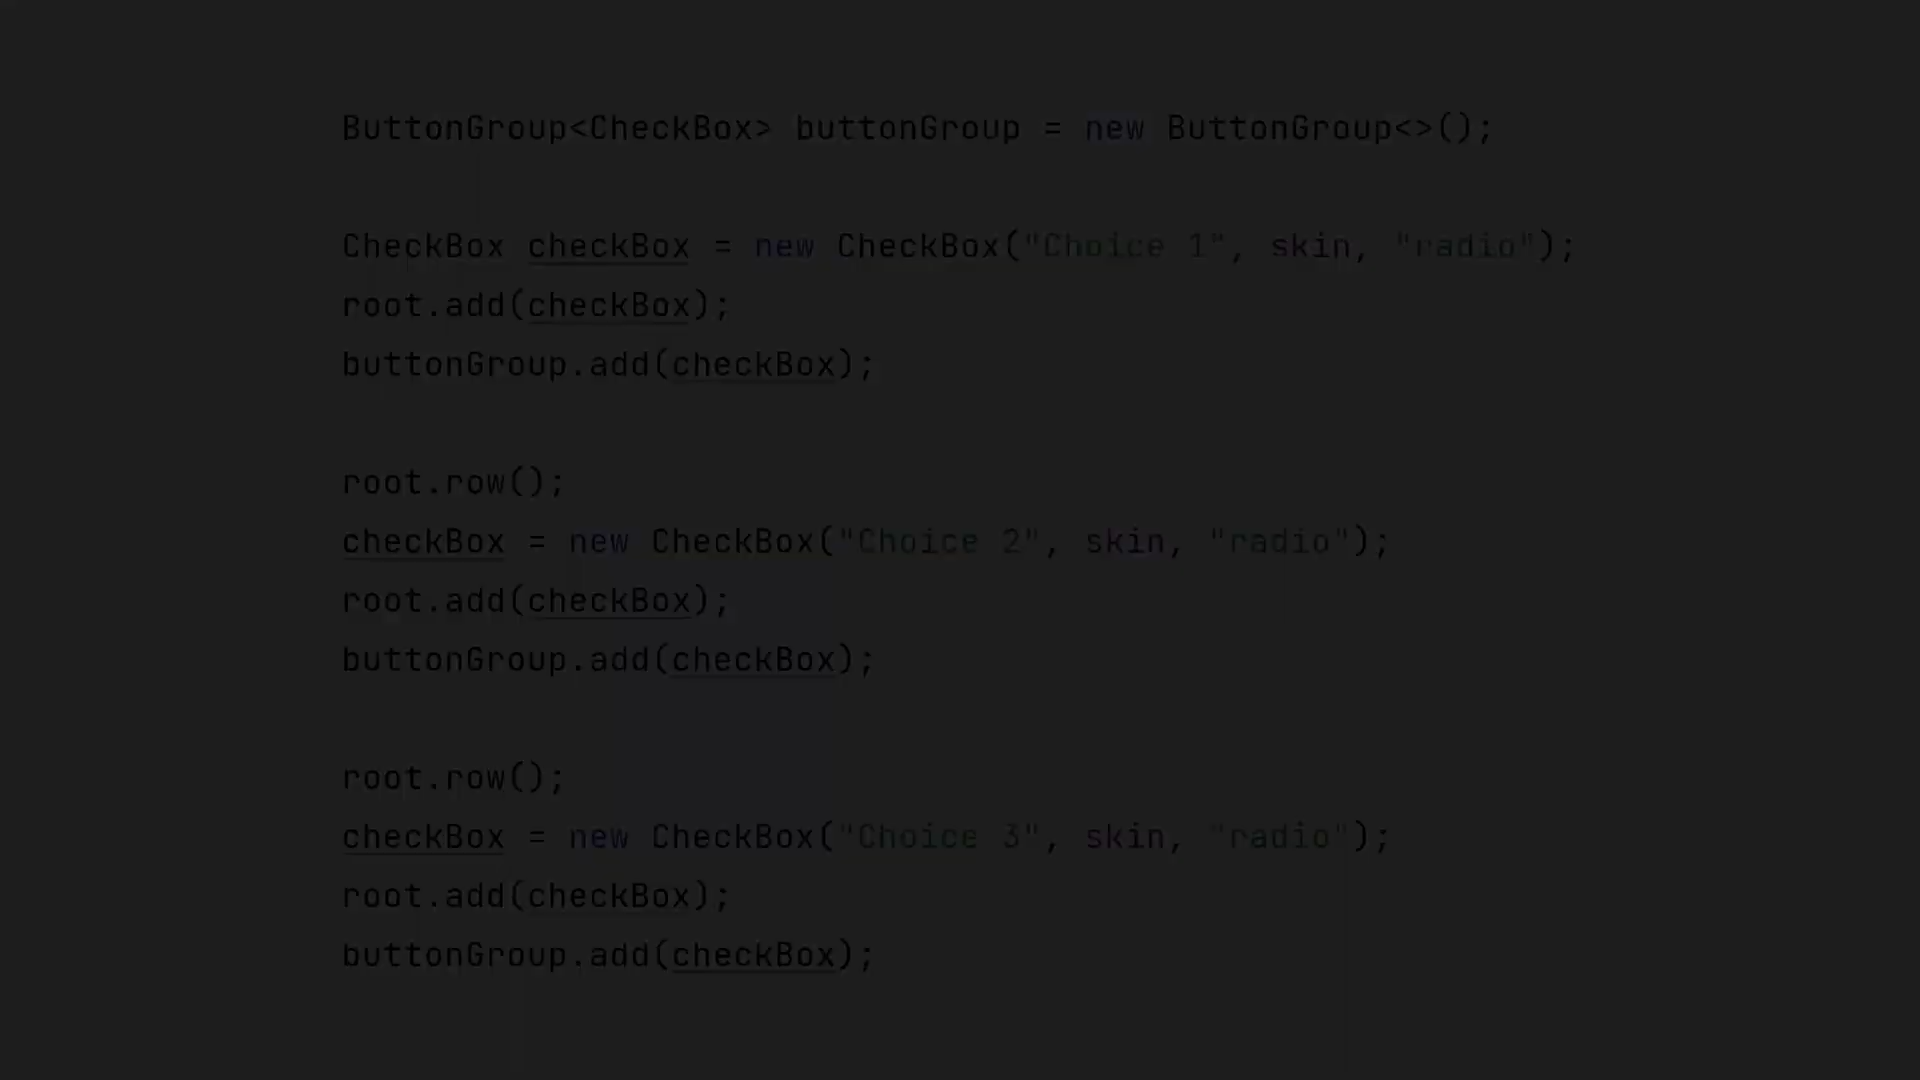 ButtonGroup<CheckBox> buttonGroup = new ButtonGroup<>();
CheckBox checkBox = new CheckBox("Choice 1", skin, "radio");
root.add(checkBox);
buttonGroup.add(checkBox);
root.row();
checkBox = new CheckBox("Choice 2", skin, "radio");
root.add(checkBox);
buttonGroup.add(checkBox);
root.row();
checkBox = new CheckBox("Choice 3", skin, "radio");
root.add(checkBox);
buttonGroup.add(checkBox);